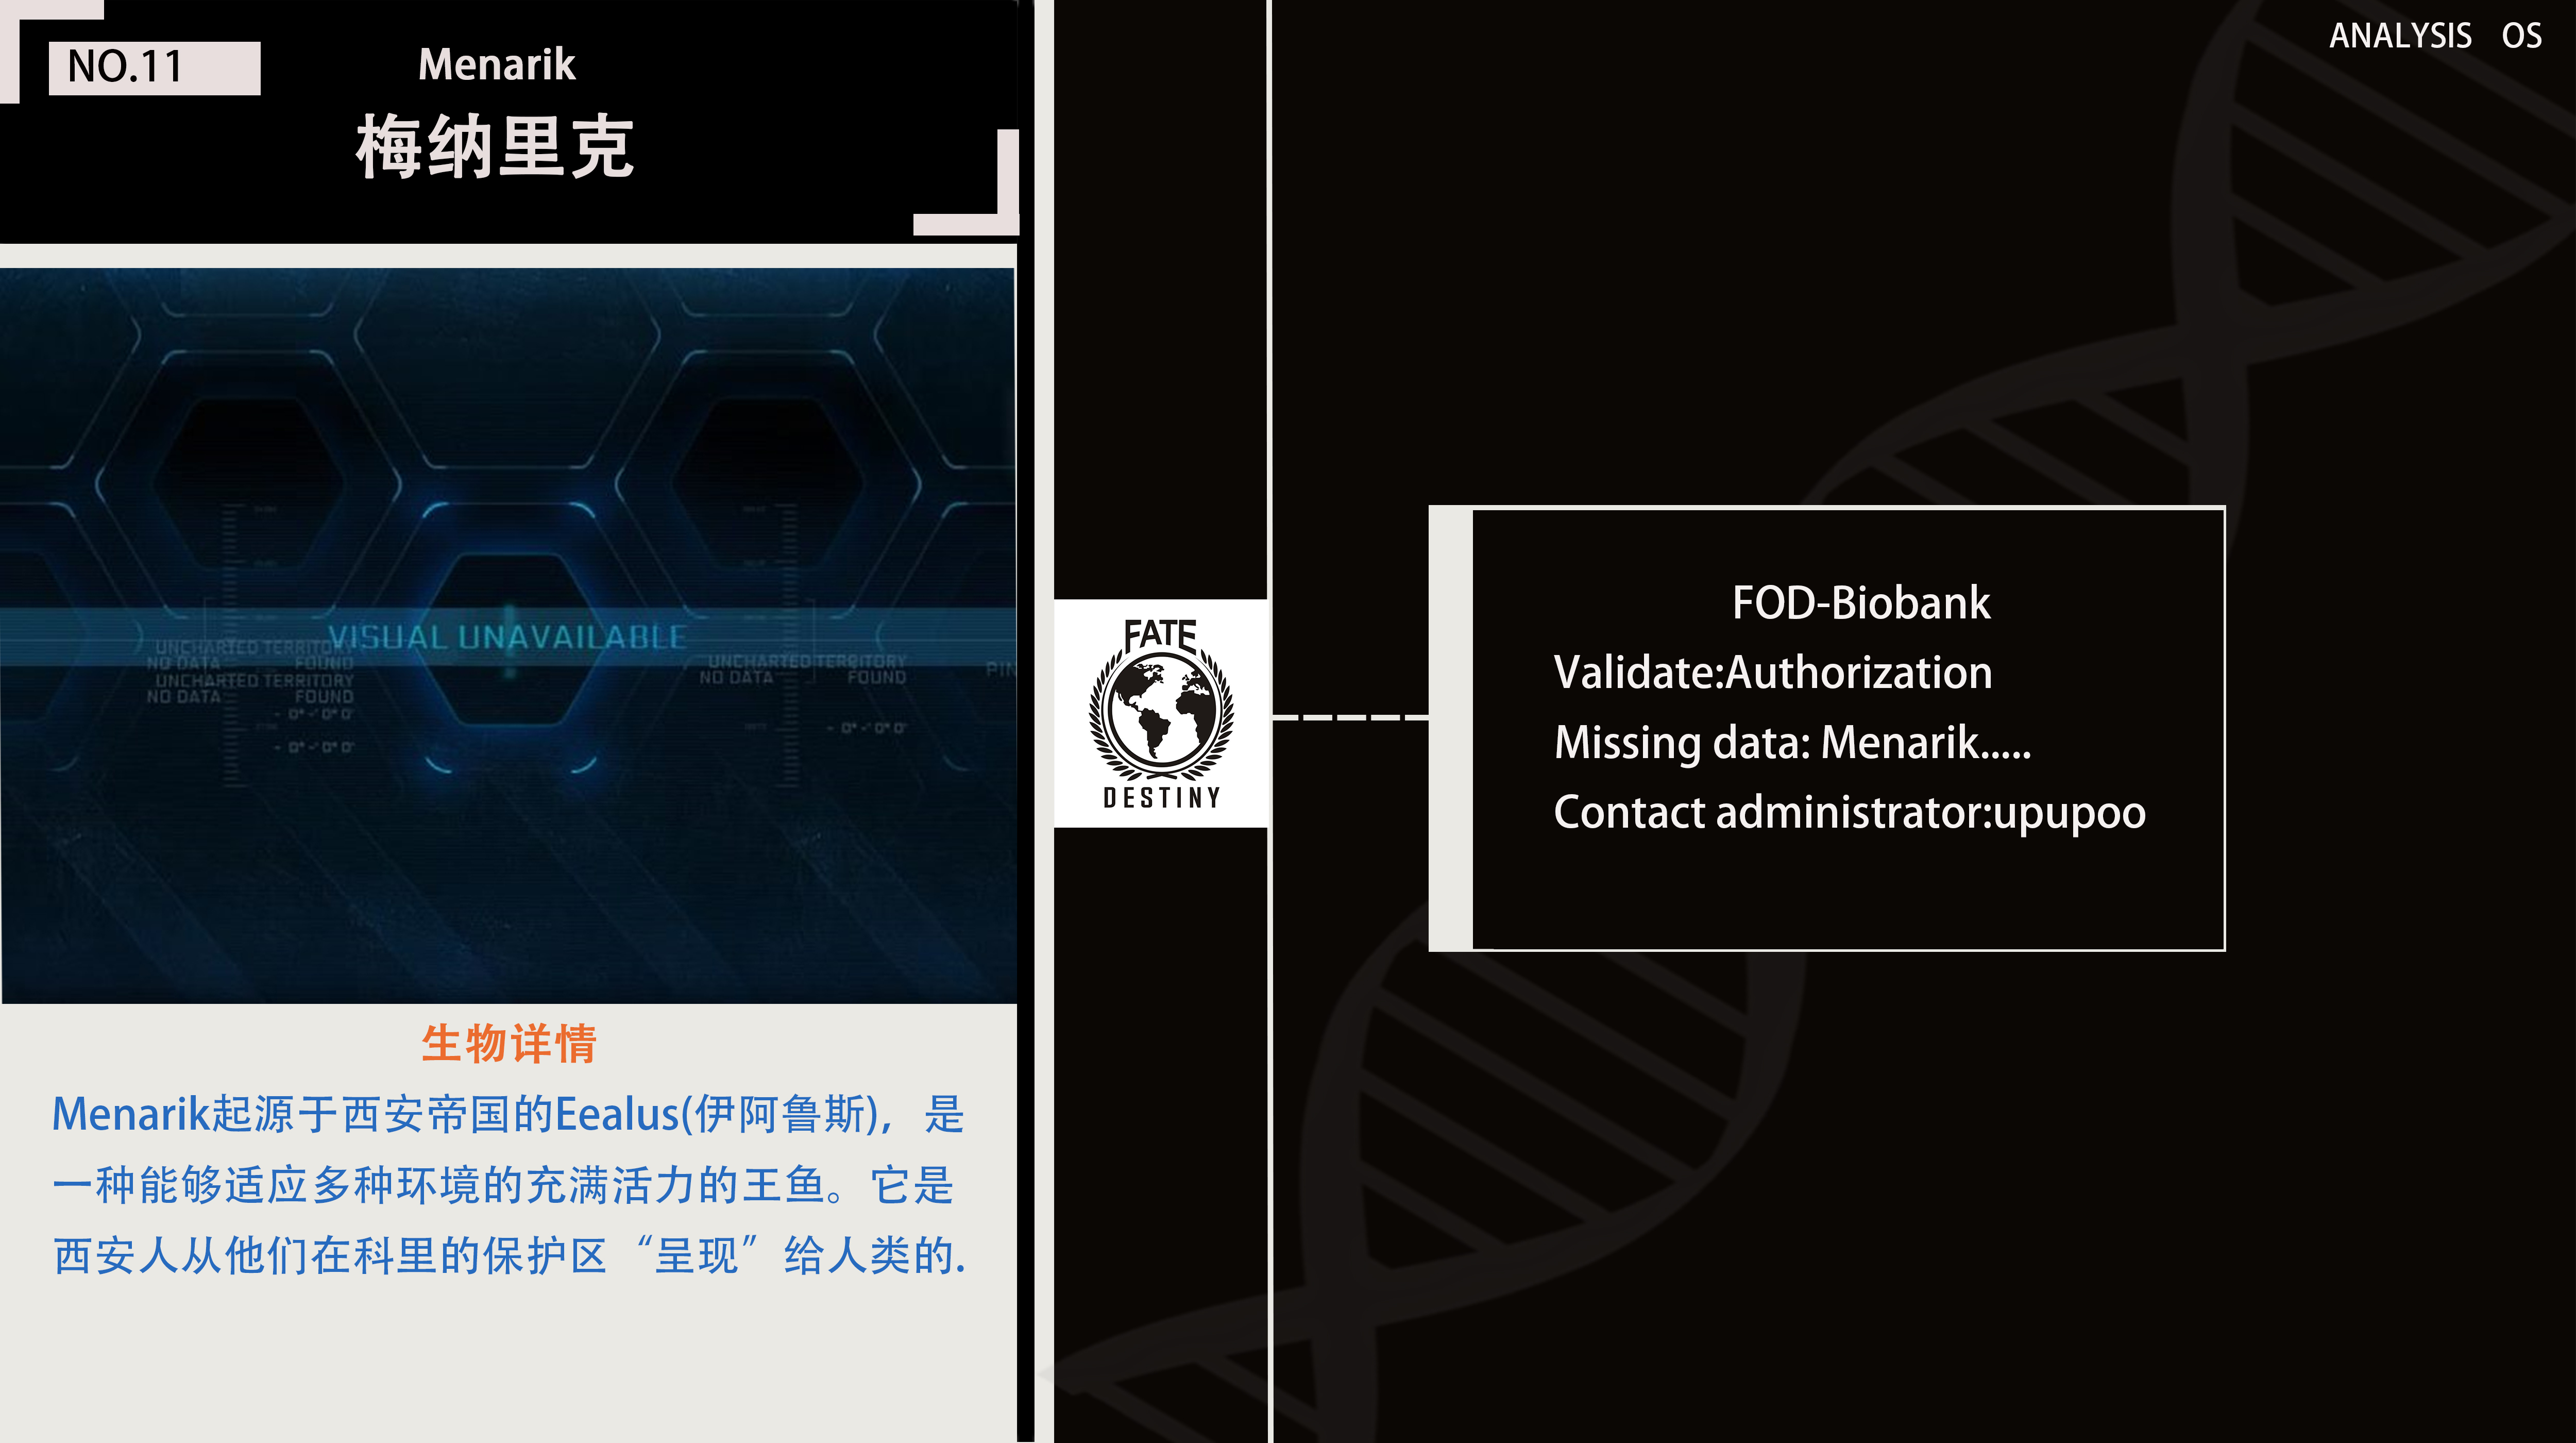 NO.11
Menarik
梅纳里克
ANALYSIS OS
VISUAL UNAVAILABLE
UNCHARTED TERRITORY
NO DATA FOUND
UNCHARTED TERRITORY
NO DATA FOUND
UNCHARTED TERRITORY
NO DATA FOUND
PIN
FATE
DESTINY
FOD-Biobank
Validate:Authorization
Missing data: Menarik.....
Contact administrator:upupoo
生物详情
Menarik起源于西安帝国的Eealus(伊阿鲁斯)，是
一种能够适应多种环境的充满活力的王鱼。它是
西安人从他们在科里的保护区“呈现”给人类的.